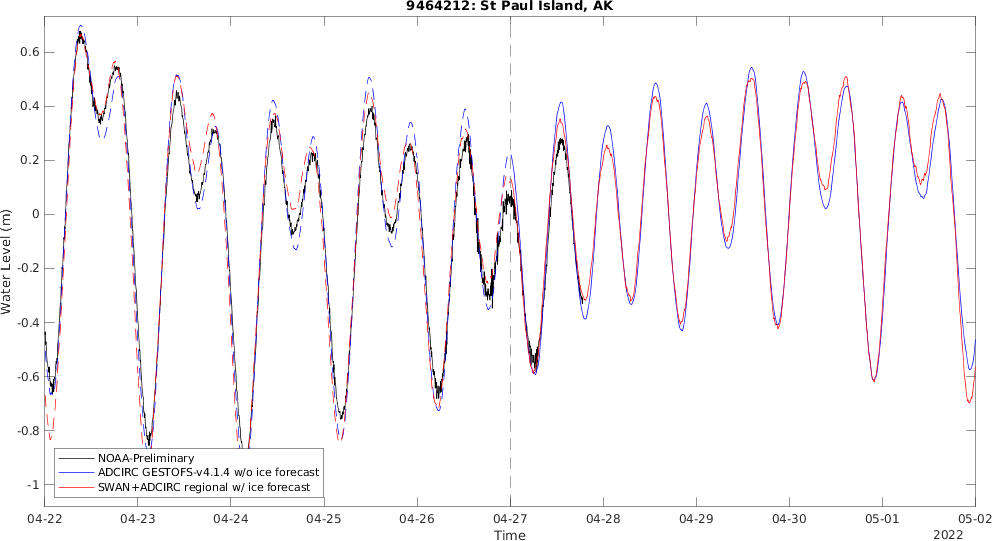 9464212: St Paul Island, AK
Water Level (m)
0.6
0.4
0.2
0
-0.2
-0.4
-0.6
-0.8
-1
NOAA-Preliminary
ADCIRC GESTOFS-v4.1.4 w/o ice forecast
SWAN+ADCIRC regional w/ ice forecast
04-22 04-23 04-24 04-25 04-26 04-27 04-28 04-29 04-30 05-01 05-02
Time
2022